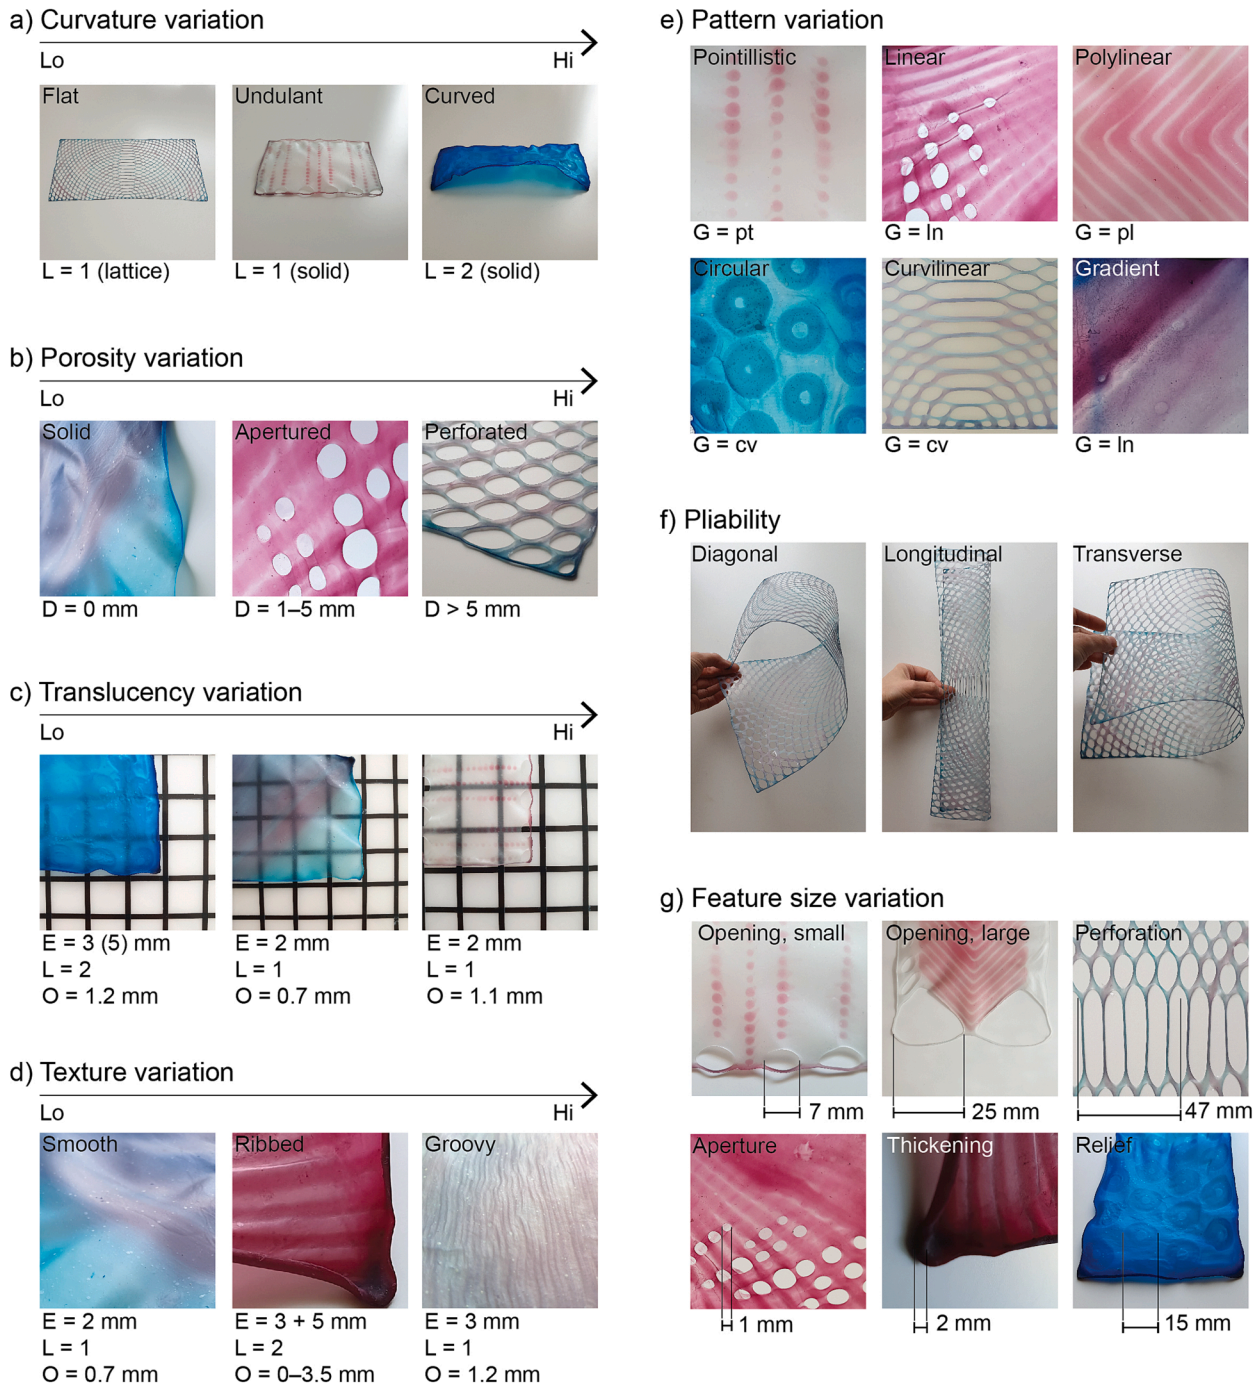 a) Curvature variation
Lo
Hi
Flat
Undulant
Curved
L = 1 (lattice)
L = 1 (solid)
L = 2 (solid)
b) Porosity variation
Lo
Hi
Solid
Apertured
Perforated
D = 0 mm
D = 1–5 mm
D > 5 mm
c) Translucency variation
Lo
Hi
E = 3 (5) mm
L = 2
O = 1.2 mm
E = 2 mm
L = 1
O = 0.7 mm
E = 2 mm
L = 1
O = 1.1 mm
d) Texture variation
Lo
Hi
Smooth
Ribbed
Groovy
E = 2 mm
L = 1
O = 0.7 mm
E = 3 + 5 mm
L = 2
O = 0–3.5 mm
E = 3 mm
L = 1
O = 1.2 mm
e) Pattern variation
Pointillistic
Linear
Polylinear
G = pt
G = ln
G = pl
Circular
Curvilinear
Gradient
G = cv
G = cv
G = ln
f) Pliability
Diagonal
Longitudinal
Transverse
g) Feature size variation
Opening, small
Opening, large
Perforation
7 mm
25 mm
47 mm
Aperture
Thickening
Relief
1 mm
2 mm
15 mm